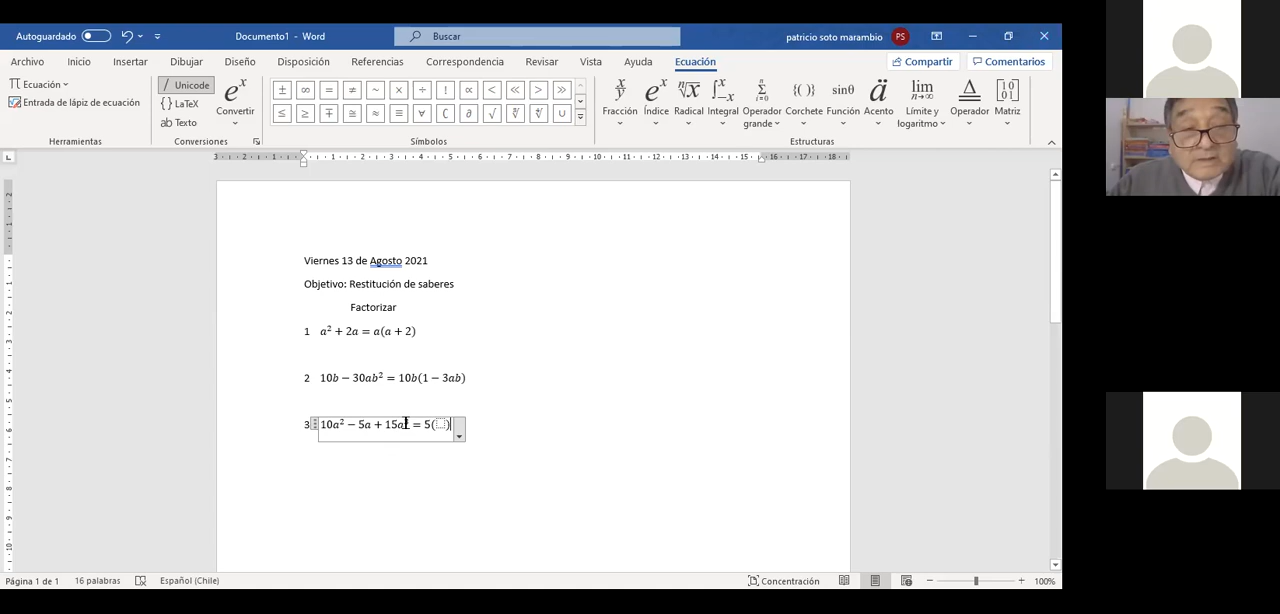 Autoguardado
Documento1 - Word
Buscar
patricio soto marambio
PS
Archivo Inicio Insertar Dibujar Diseño Disposición Referencias Correspondencia Revisar Vista Ayuda Ecuación
Compartir Comentarios
Ecuación
Entrada de lápiz de ecuación
Herramientas
Unicode
LaTeX
Texto
Convertir
Conversiones
± ∞ = ≠ ~ × ÷ ! ∝ < ≪ > ≫
≤ ≥ ∓ ≅ ≈ ≡ ∀ ∁ ∂ √ ∛ ∜ ∪
Símbolos
Fracción Índice Radical Integral Operador grande Corchete Función Acento Límite y logaritmo Operador Matriz
Estructuras
Viernes 13 de Agosto 2021
Objetivo: Restitución de saberes
Factorizar
1 a² + 2a = a(a + 2)
2 10b − 30ab² = 10b(1 − 3ab)
3 10a² − 5a + 15a = 5( )
Página 1 de 1 16 palabras Español (Chile) Concentración 100%